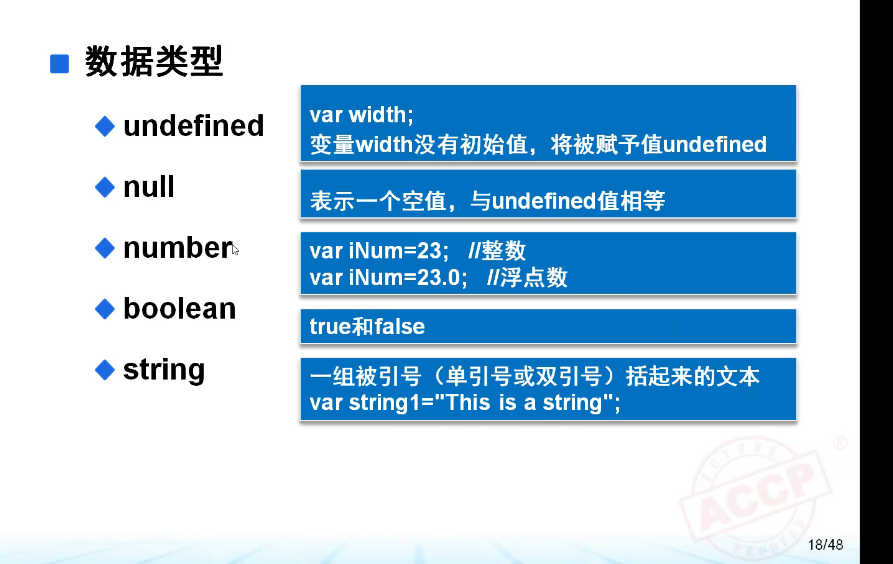 数据类型
undefined
var width;
变量width没有初始值，将被赋予值undefined
null
表示一个空值，与undefined值相等
number
var iNum=23; //整数
var iNum=23.0; //浮点数
boolean
true和false
string
一组被引号（单引号或双引号）括起来的文本
var string1="This is a string";
FUTURE
ACCP
®
PRODUCT
18/48